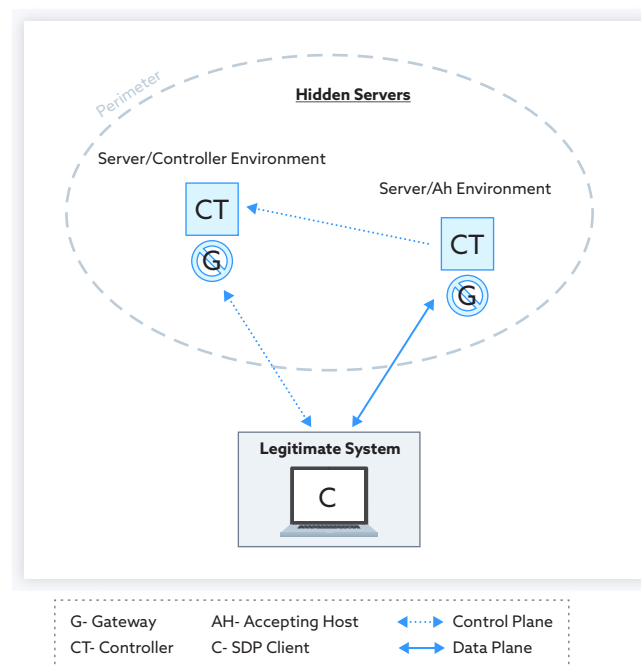 Perimeter
Hidden Servers
Server/Controller Environment
Server/Ah Environment
CT
CT
G
G
Legitimate System
C
G- Gateway AH- Accepting Host Control Plane
CT- Controller C- SDP Client Data Plane